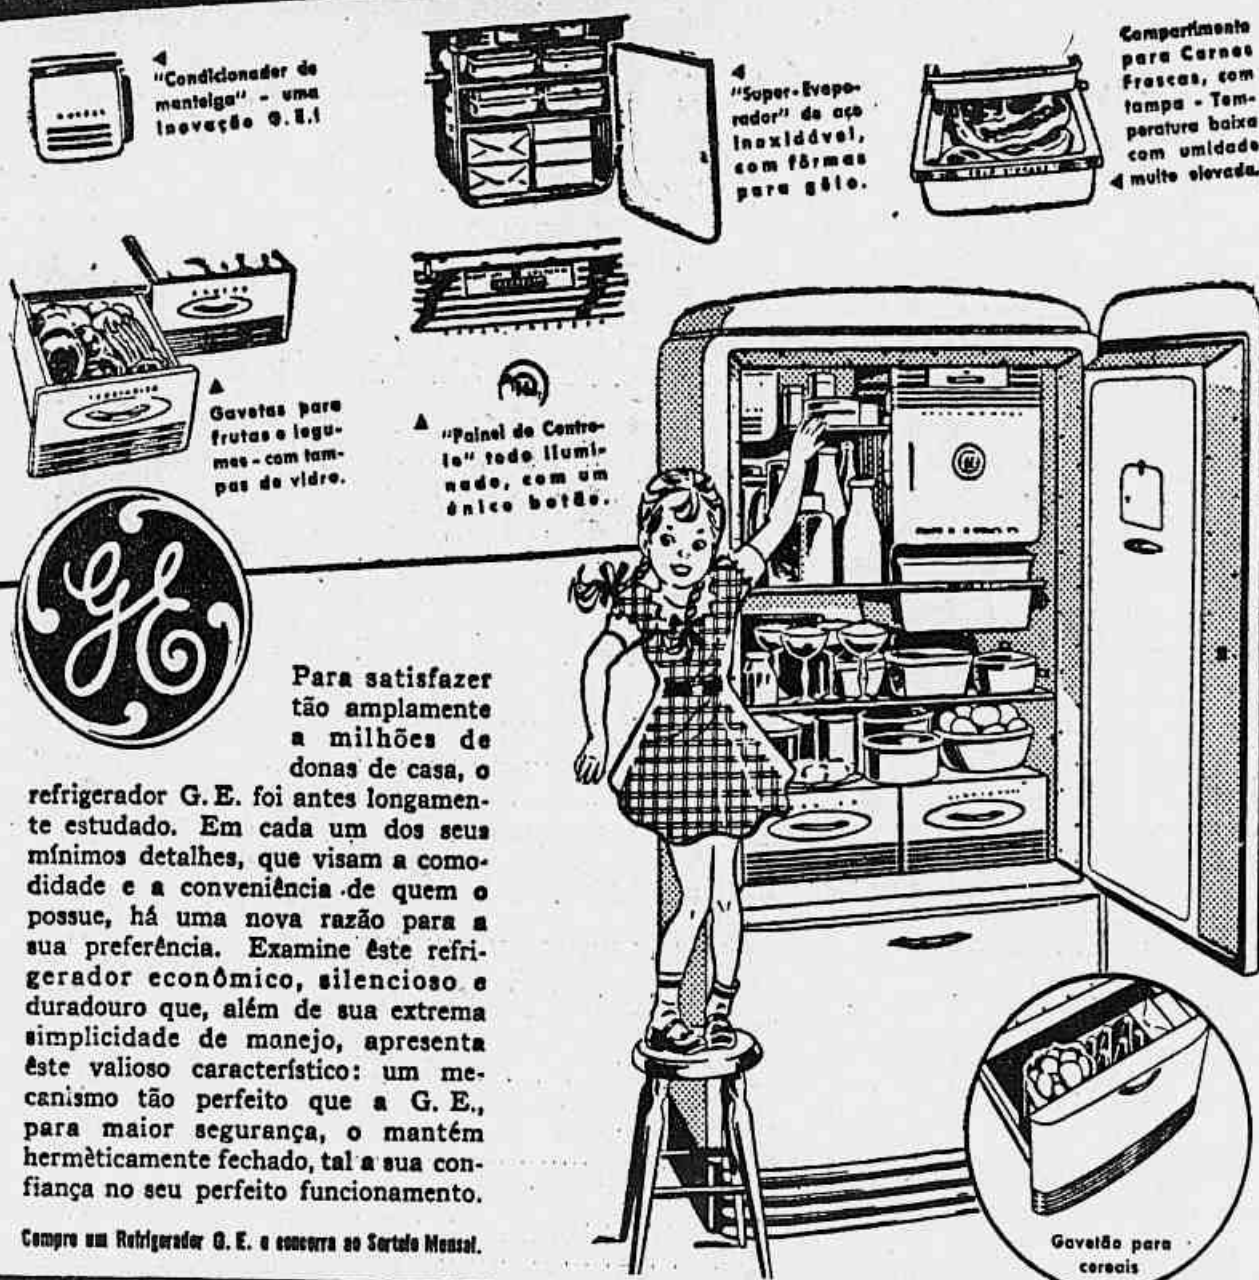 "Condicionador de
manteiga" - uma
inovação G. E.!
"Super-Evapo-
rador" de aço
inoxidável,
com fôrmas
para gêlo.
Compartimento
para Carnes
Frescas, com
tampa - Tem-
peratura baixa
com umidade
muito elevada.
Gavetas para
frutas e legu-
mes - com tam-
pas de vidro.
"Painel de Contro-
le" todo ilumi-
nado, com um
único botão.
GE
Para satisfazer
tão amplamente
a milhões de
donas de casa, o
refrigerador G. E. foi antes longamen-
te estudado. Em cada um dos seus
mínimos detalhes, que visam a como-
didade e a conveniência de quem o
possue, há uma nova razão para a
sua preferência. Examine êste refri-
gerador econômico, silencioso e
duradouro que, além de sua extrema
simplicidade de manejo, apresenta
êste valioso característico: um me-
canismo tão perfeito que a G. E.,
para maior segurança, o mantém
hermèticamente fechado, tal a sua con-
fiança no seu perfeito funcionamento.
Compre um Refrigerador G. E. e concorra ao Sorteio Mensal.
Gavetão para
cereais